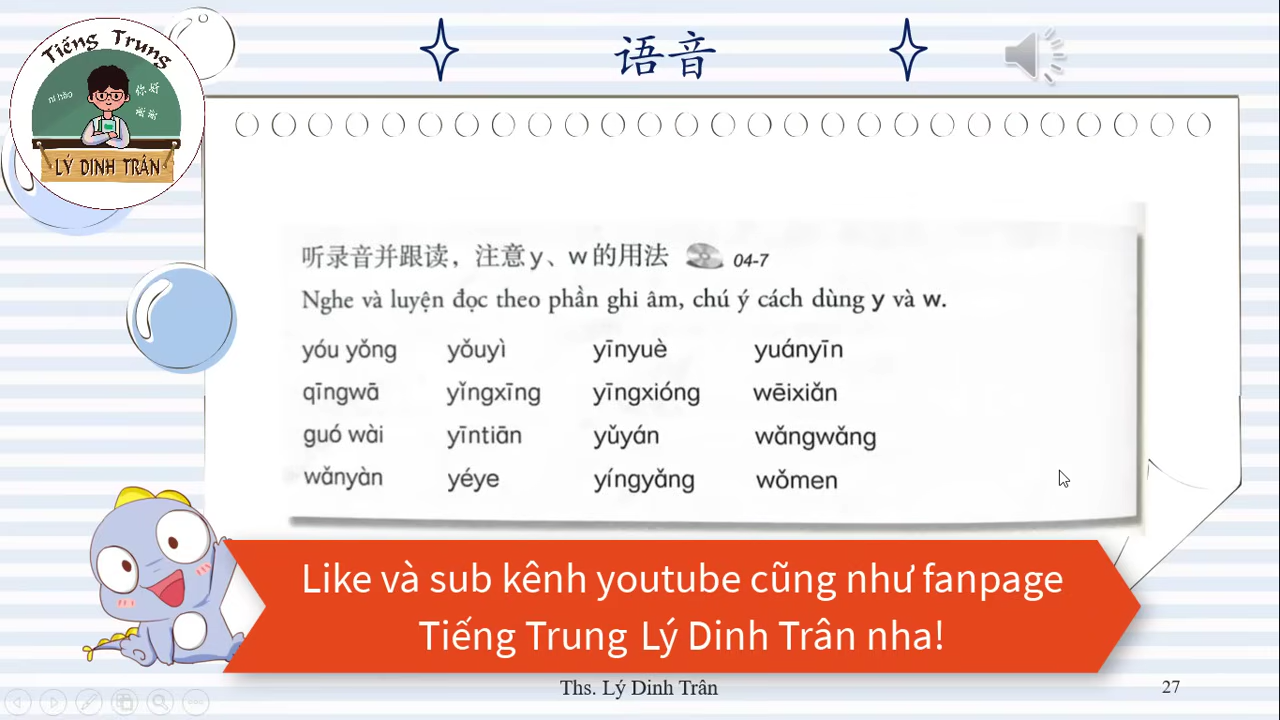 Tiếng Trung
ni hǎo
你好
谢谢
LÝ DINH TRÂN
语音
听录音并跟读，注意 y、w 的用法 04-7
Nghe và luyện đọc theo phần ghi âm, chú ý cách dùng y và w.
yóu yǒng yǒuyì yīnyuè yuányīn
qīngwā yǐngxīng yīngxióng wēixiǎn
guó wài yīntiān yǔyán wǎngwǎng
wǎnyàn yéye yíngyǎng wǒmen
Like và sub kênh youtube cũng như fanpage
Tiếng Trung Lý Dinh Trân nha!
Ths. Lý Dinh Trân
27